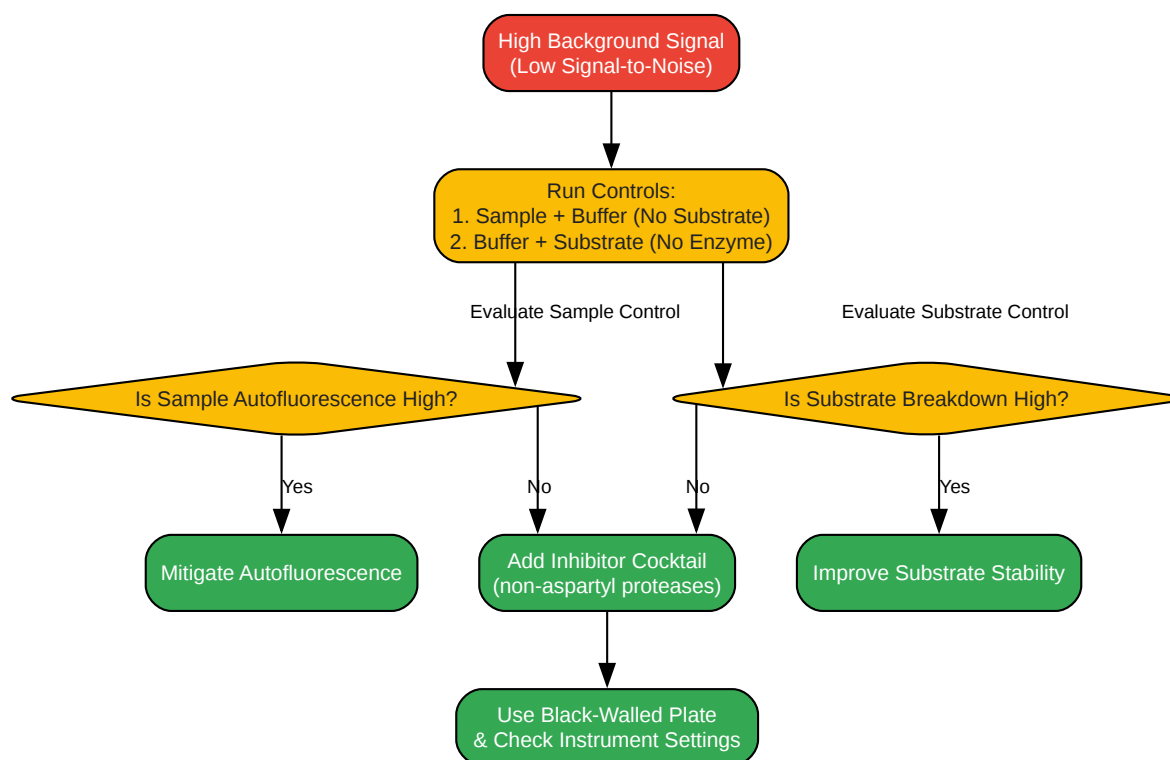 High Background Signal
(Low Signal-to-Noise)
Run Controls:
1. Sample + Buffer (No Substrate)
2. Buffer + Substrate (No Enzyme)
Evaluate Sample Control
Evaluate Substrate Control
Is Sample Autofluorescence High?
Is Substrate Breakdown High?
Yes
No
No
Yes
Mitigate Autofluorescence
Add Inhibitor Cocktail
(non-aspartyl proteases)
Improve Substrate Stability
Use Black-Walled Plate
& Check Instrument Settings